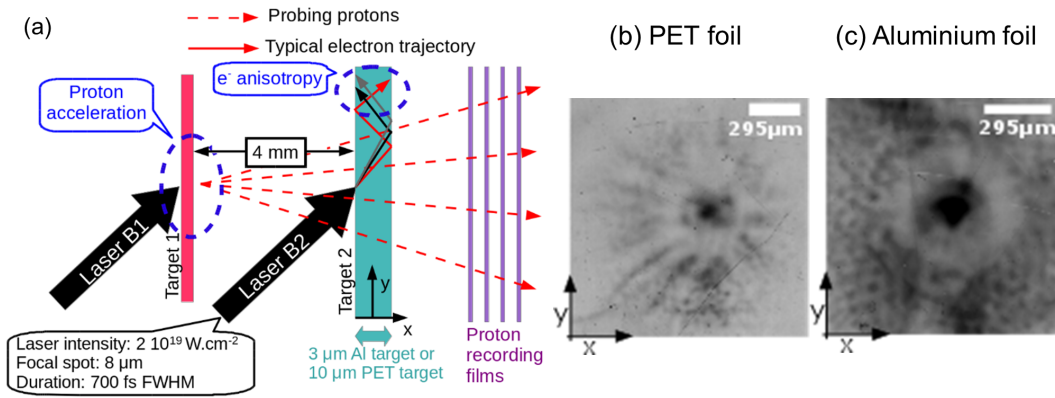 (a)
Probing protons
Typical electron trajectory
e- anisotropy
Proton
acceleration
4 mm
Laser B1
Target 1
Laser B2
Target 2
y
x
Laser intensity: 2 10¹⁹ W.cm⁻²
Focal spot: 8 µm
Duration: 700 fs FWHM
3 µm Al target or
10 µm PET target
Proton
recording
films
(b) PET foil
295µm
y
x
(c) Aluminium foil
295µm
y
x